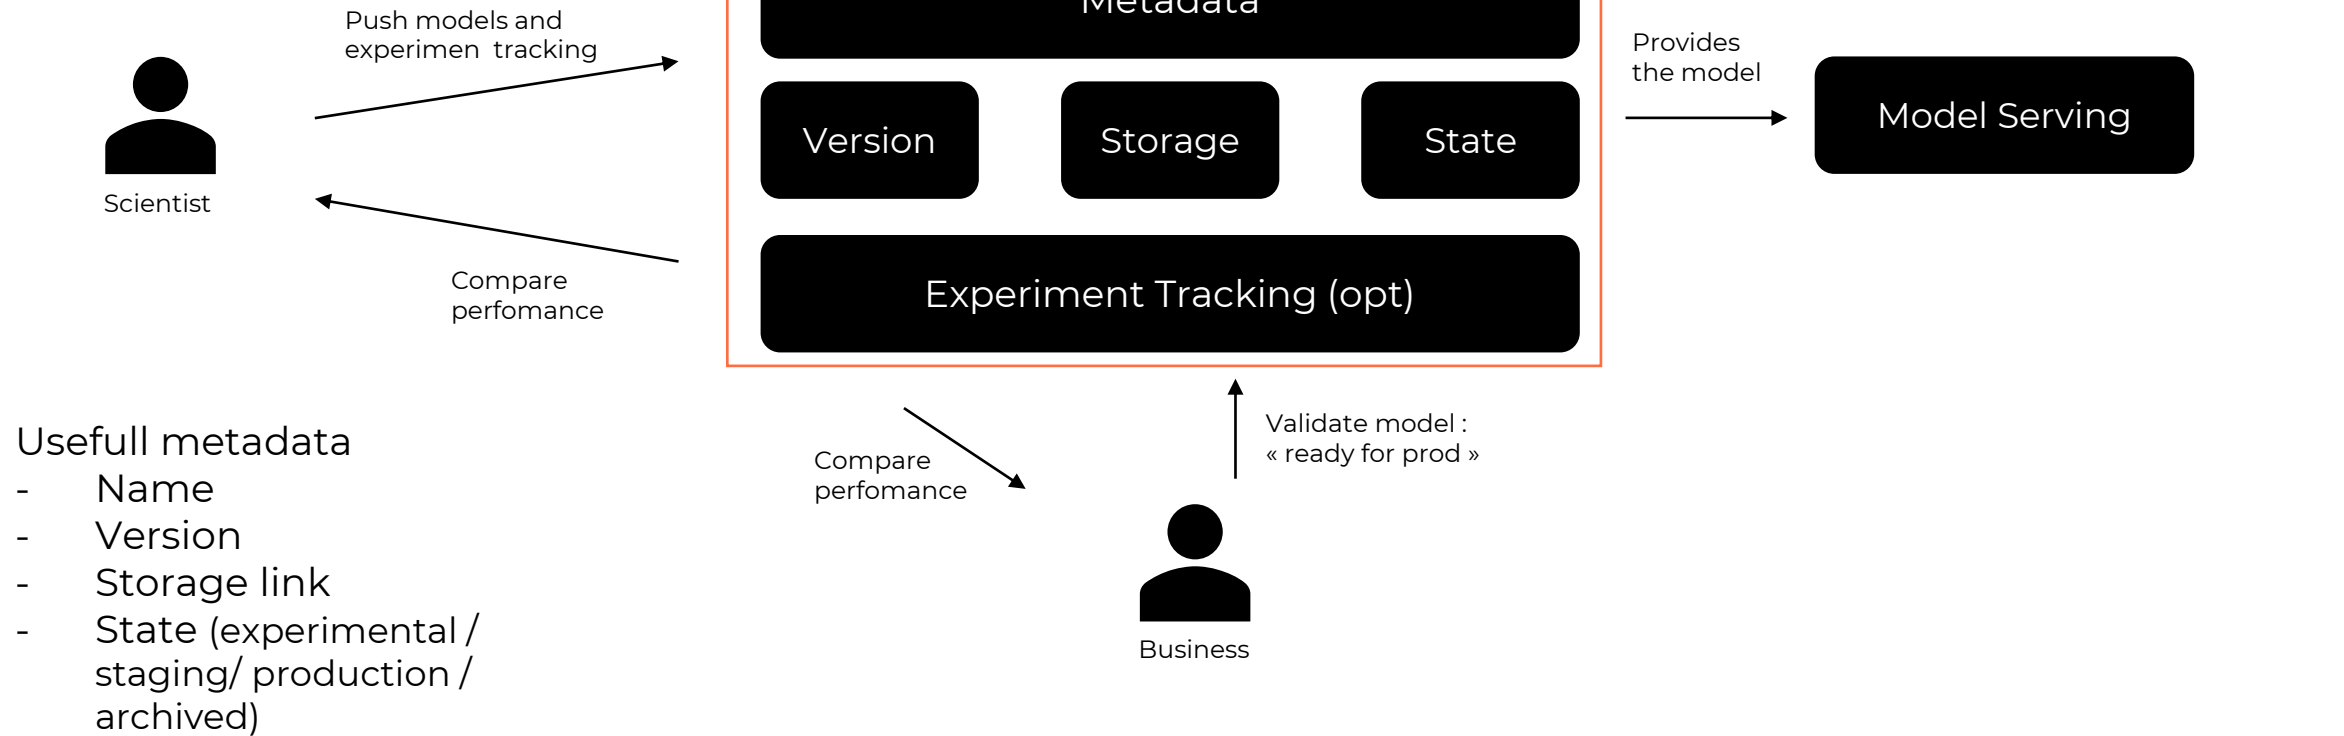 Push models and
experimen  tracking
Scientist
Compare
perfomance
Metadata
Version
Storage
State
Experiment Tracking (opt)
Provides
the model
Model Serving
Compare
perfomance
Validate model :
« ready for prod »
Business
Usefull metadata
- Name
- Version
- Storage link
- State (experimental /
staging/ production /
archived)